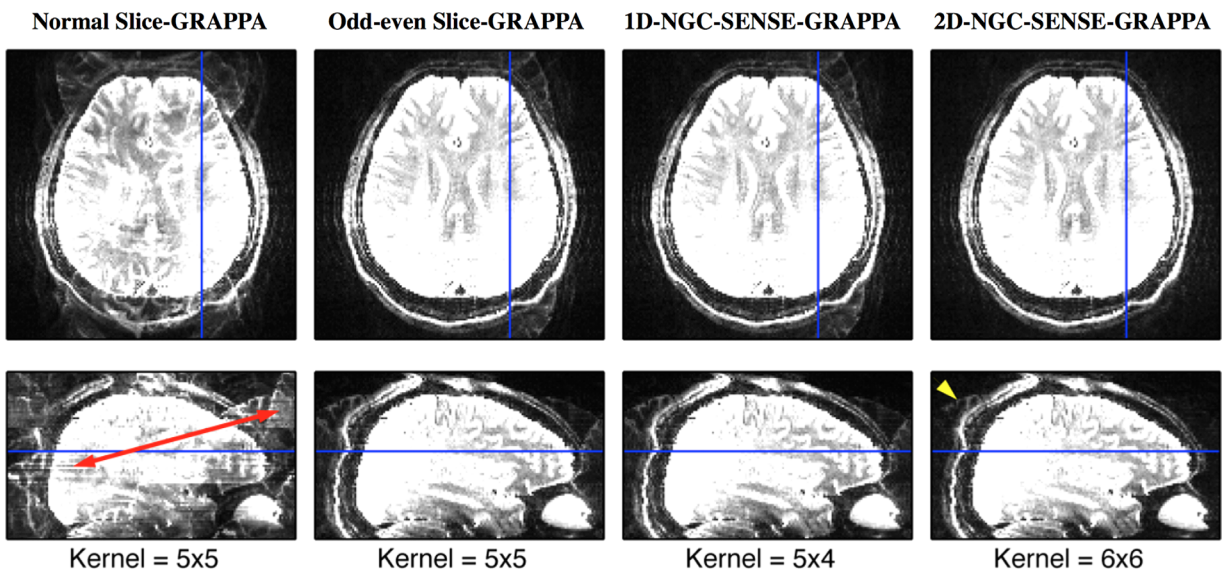 Normal Slice-GRAPPA
Odd-even Slice-GRAPPA
1D-NGC-SENSE-GRAPPA
2D-NGC-SENSE-GRAPPA
Kernel = 5x5
Kernel = 5x5
Kernel = 5x4
Kernel = 6x6